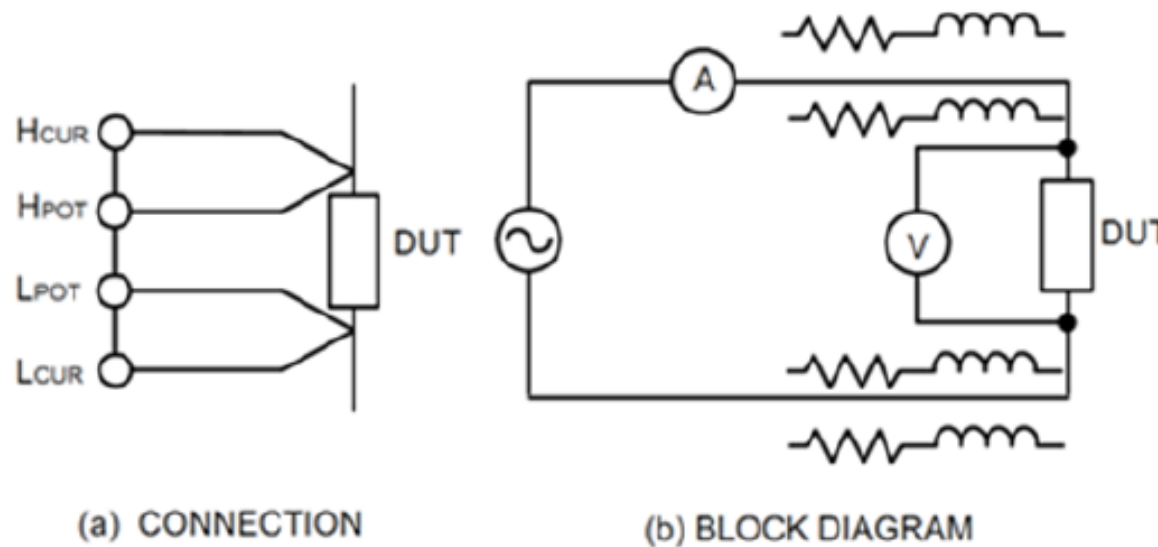 HCUR
HPOT
LPOT
LCUR
DUT
(a) CONNECTION
A
V
DUT
(b) BLOCK DIAGRAM